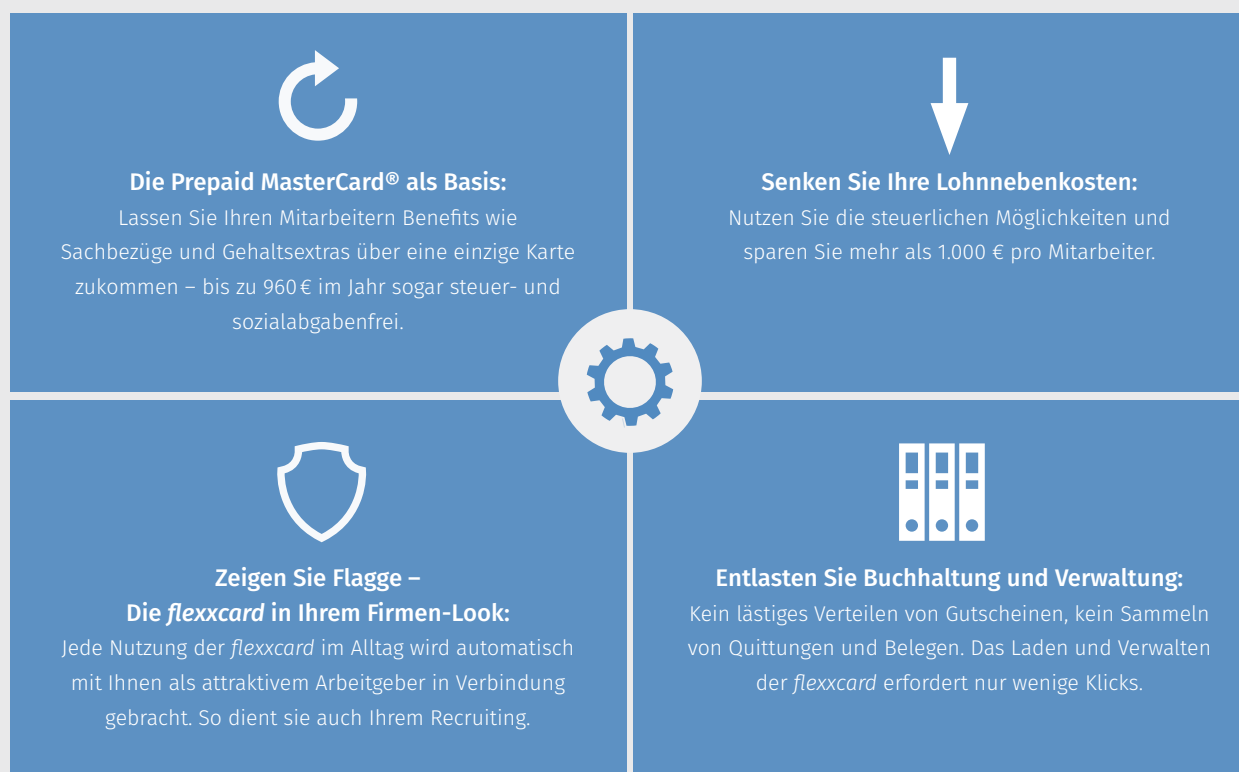 Die Prepaid MasterCard® als Basis:
Lassen Sie Ihren Mitarbeitern Benefits wie
Sachbezüge und Gehaltsextras über eine einzige Karte
zukommen – bis zu 960 € im Jahr sogar steuer- und
sozialabgabenfrei.
Senken Sie Ihre Lohnnebenkosten:
Nutzen Sie die steuerlichen Möglichkeiten und
sparen Sie mehr als 1.000 € pro Mitarbeiter.
Zeigen Sie Flagge –
Die flexxcard in Ihrem Firmen-Look:
Jede Nutzung der flexxcard im Alltag wird automatisch
mit Ihnen als attraktivem Arbeitgeber in Verbindung
gebracht. So dient sie auch Ihrem Recruiting.
Entlasten Sie Buchhaltung und Verwaltung:
Kein lästiges Verteilen von Gutscheinen, kein Sammeln
von Quittungen und Belegen. Das Laden und Verwalten
der flexxcard erfordert nur wenige Klicks.